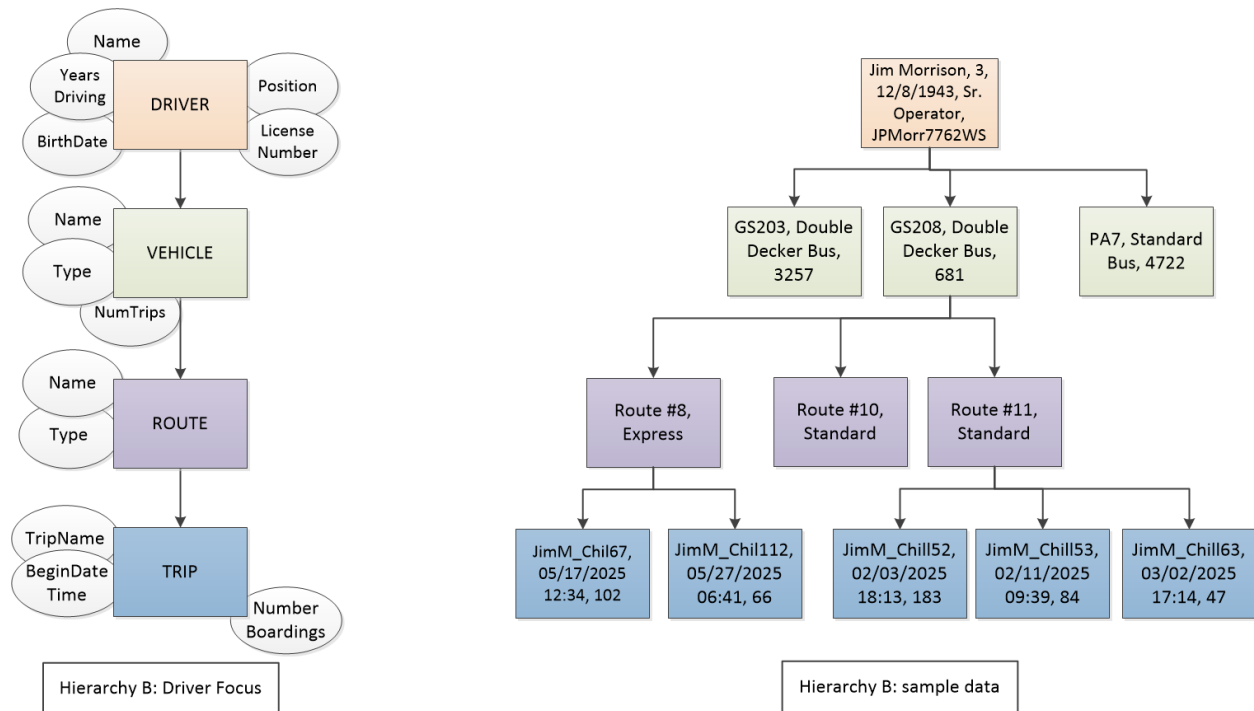 Name
Years
Driving
BirthDate
DRIVER
Position
License
Number
Name
Type
NumTrips
VEHICLE
Name
Type
ROUTE
TripName
BeginDate
Time
TRIP
Number
Boardings
Hierarchy B: Driver Focus
Jim Morrison, 3,
12/8/1943, Sr.
Operator,
JPMorr7762WS
GS203, Double
Decker Bus,
3257
GS208, Double
Decker Bus,
681
PA7, Standard
Bus, 4722
Route #8,
Express
Route #10,
Standard
Route #11,
Standard
JimM_Chil67,
05/17/2025
12:34, 102
JimM_Chil112,
05/27/2025
06:41, 66
JimM_Chill52,
02/03/2025
18:13, 183
JimM_Chill53,
02/11/2025
09:39, 84
JimM_Chill63,
03/02/2025
17:14, 47
Hierarchy B: sample data